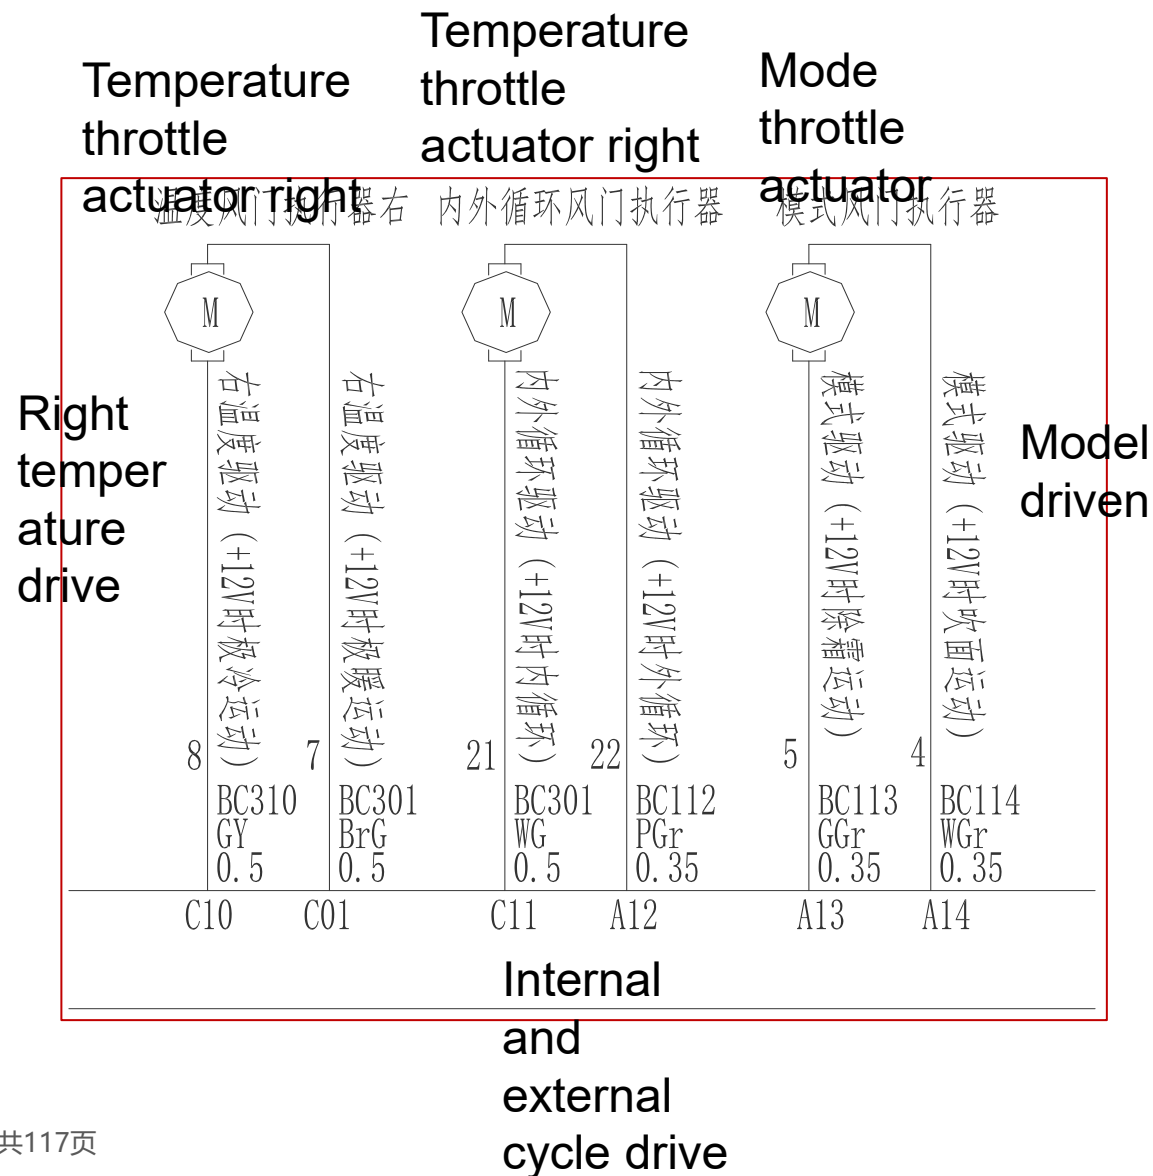 Temperature
throttle
actuator right
Temperature
throttle
actuator right
Mode
throttle
actuator
温度风门执行器右
内外循环风门执行器
模式风门执行器
M
M
M
Right
temper
ature
drive
右温度驱动(+12V时极冷运动)
右温度驱动(+12V时极暖运动)
内外循环驱动(+12V时内循环)
内外循环驱动(+12V时外循环)
模式驱动(+12V时除霜运动)
模式驱动(+12V时吹面运动)
Model
driven
8
7
21
22
5
4
BC310
GY
0.5
BC301
BrG
0.5
BC301
WG
0.5
BC112
PGr
0.35
BC113
GGr
0.35
BC114
WGr
0.35
C10
C01
C11
A12
A13
A14
Internal
and
external
cycle drive
共117页